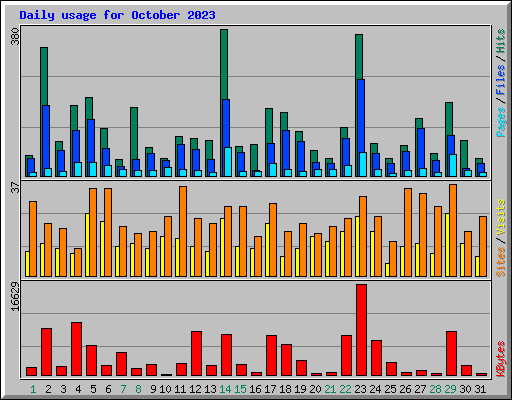 Daily usage for October 2023
380
Pages / Files / Hits
37
Sites / Visits
16629
KBytes
1 2 3 4 5 6 7 8 9 10 11 12 13 14 15 16 17 18 19 20 21 22 23 24 25 26 27 28 29 30 31